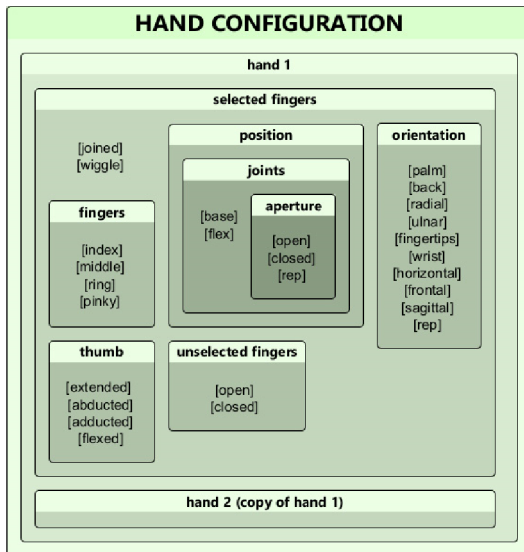 HAND CONFIGURATION
hand 1
selected fingers
[joined]
[wiggle]
position
joints
[base]
[flex]
aperture
[open]
[closed]
[rep]
orientation
[palm]
[back]
[radial]
[ulnar]
[fingertips]
[wrist]
[horizontal]
[frontal]
[sagittal]
[rep]
fingers
[index]
[middle]
[ring]
[pinky]
thumb
[extended]
[abducted]
[adducted]
[flexed]
unselected fingers
[open]
[closed]
hand 2 (copy of hand 1)